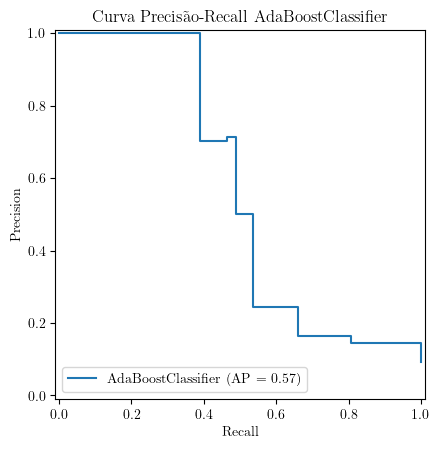 Curva Precisão-Recall AdaBoostClassifier
1.0
0.8
0.6
0.4
0.2
0.0
Precision
AdaBoostClassifier (AP = 0.57)
0.0 0.2 0.4 0.6 0.8 1.0
Recall